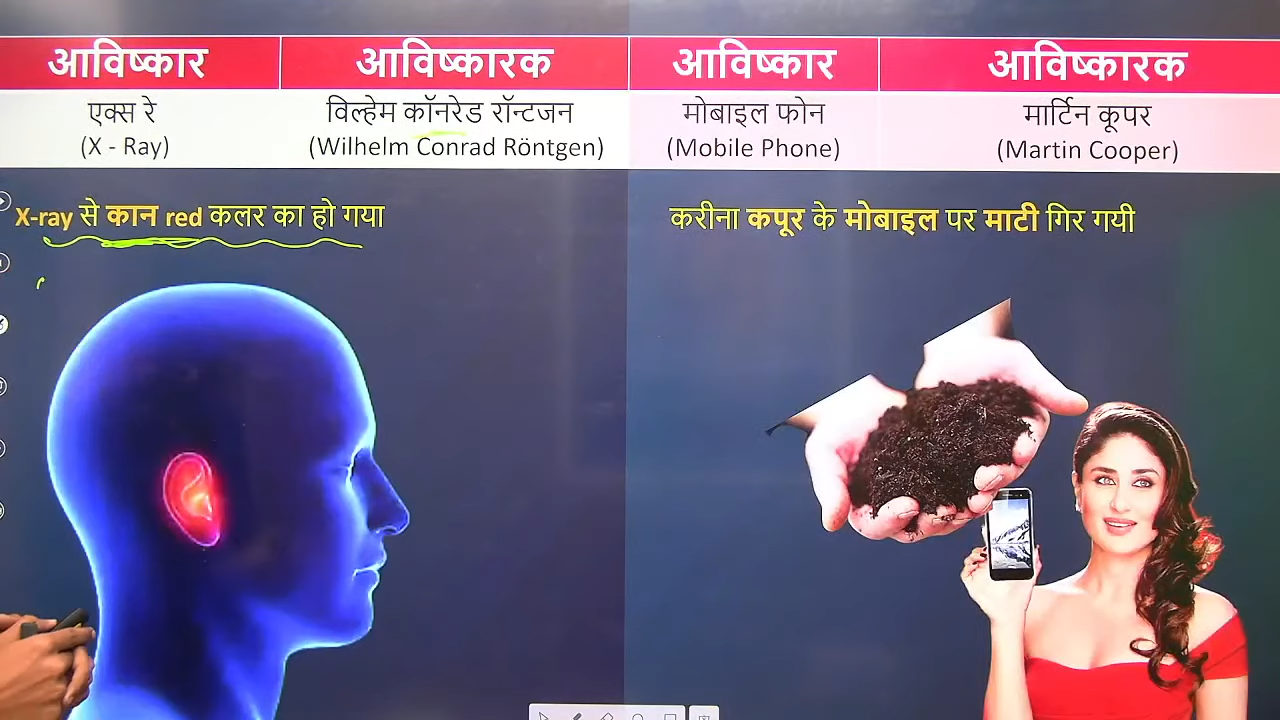 आविष्कार
आविष्कारक
आविष्कार
आविष्कारक
एक्स रे
(X - Ray)
विल्हेम कॉनरेड रॉन्टजन
(Wilhelm Conrad Röntgen)
मोबाइल फोन
(Mobile Phone)
मार्टिन कूपर
(Martin Cooper)
X-ray से कान red कलर का हो गया
करीना कपूर के मोबाइल पर माटी गिर गयी